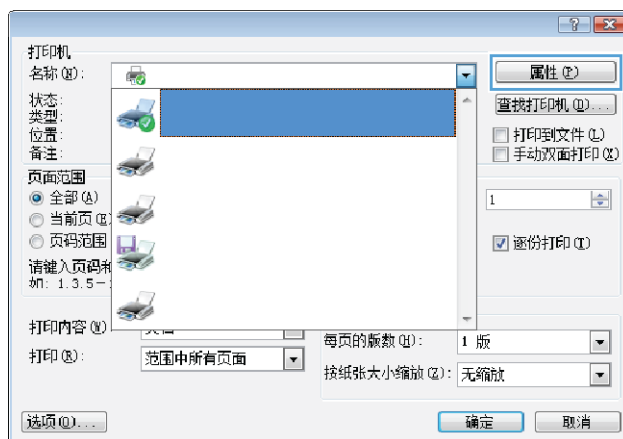 打印机
名称(N):
属性(P)
状态:
类型:
位置:
备注:
查找打印机(D)...
打印到文件(L)
手动双面打印(X)
页面范围
全部(A)
当前页(E)
页码范围
请键入页码和
如: 1.3.5-
1
逐份打印(T)
打印内容(W):
打印(R):
范围中所有页面
每页的版数(H):
1 版
按纸张大小缩放(Z):
无缩放
选项(O)...
确定
取消